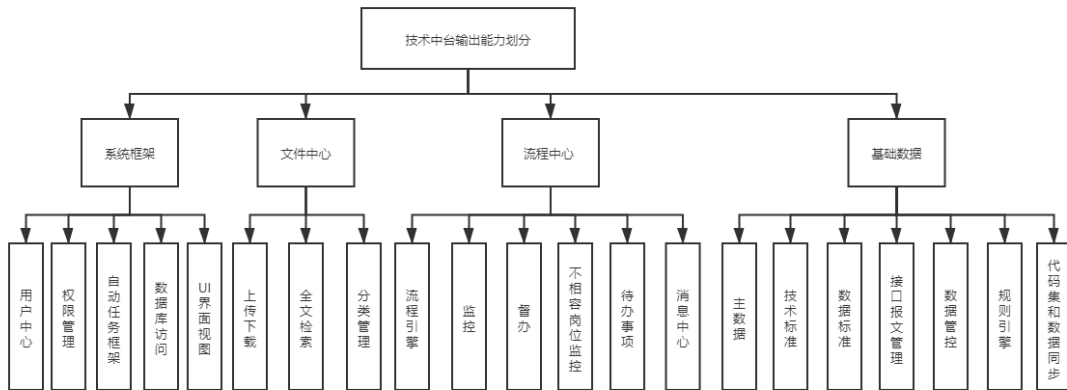 技术中台输出能力划分
系统框架
文件中心
流程中心
基础数据
用户中心
权限管理
自动任务框架
数据库访问
UI界面视图
上传下载
全文检索
分类管理
流程引擎
监控
督办
不相容岗位监控
待办事项
消息中心
主数据
技术标准
数据标准
接口报文管理
数据管控
规则引擎
代码集和数据同步